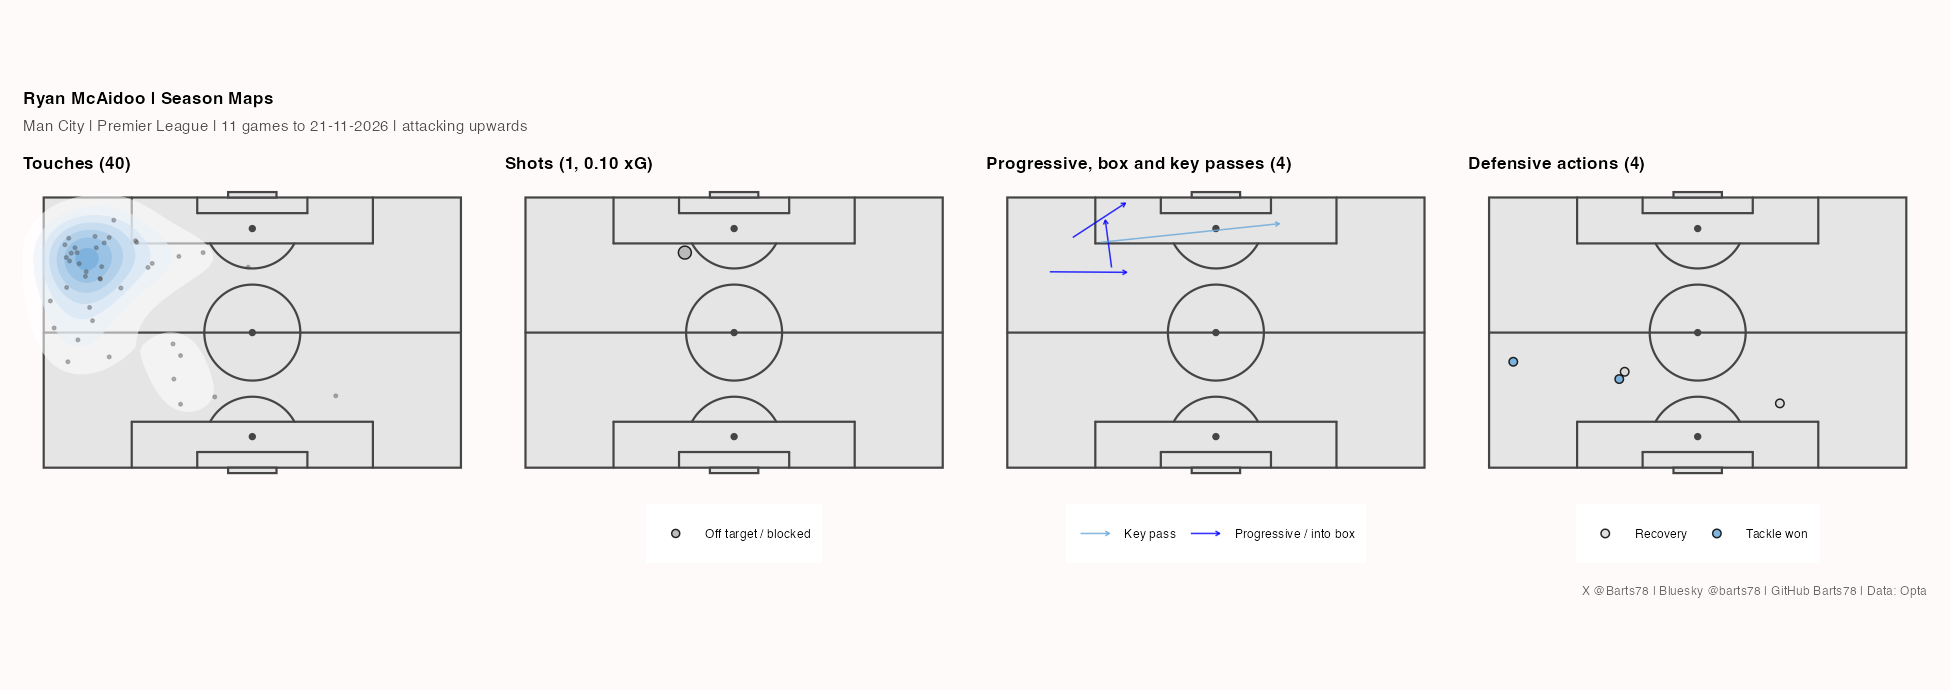 Ryan McAidoo | Season Maps
Man City | Premier League | 11 games to 21-11-2026 | attacking upwards
Touches (40)
Shots (1, 0.10 xG)
Progressive, box and key passes (4)
Defensive actions (4)
Off target / blocked
Key pass
Progressive / into box
Recovery
Tackle won
X @Barts78 | Bluesky @barts78 | GitHub Barts78 | Data: Opta